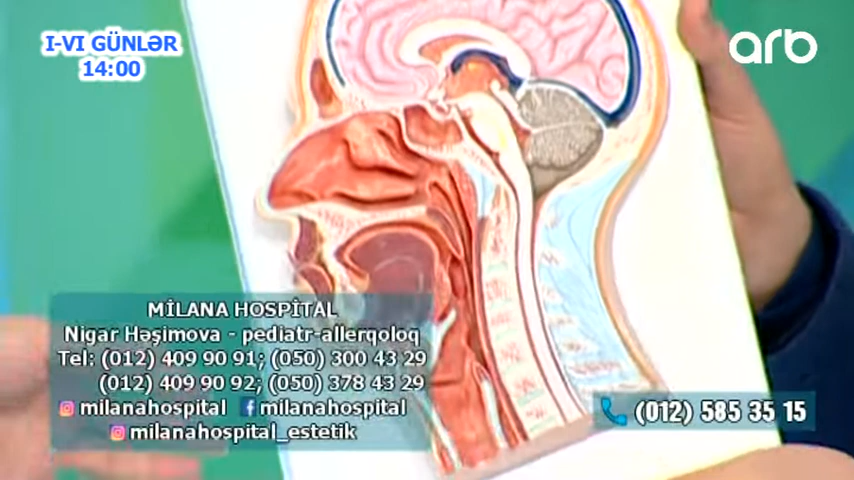 I-VI GÜNLƏR
14:00
arb
MİLANA HOSPİTAL
Nigar Həşimova - pediatr-allerqoloq
Tel: (012) 409 90 91; (050) 300 43 29
(012) 409 90 92; (050) 378 43 29
milanahospital milanahospital
milanahospital_estetik
(012) 585 35 15